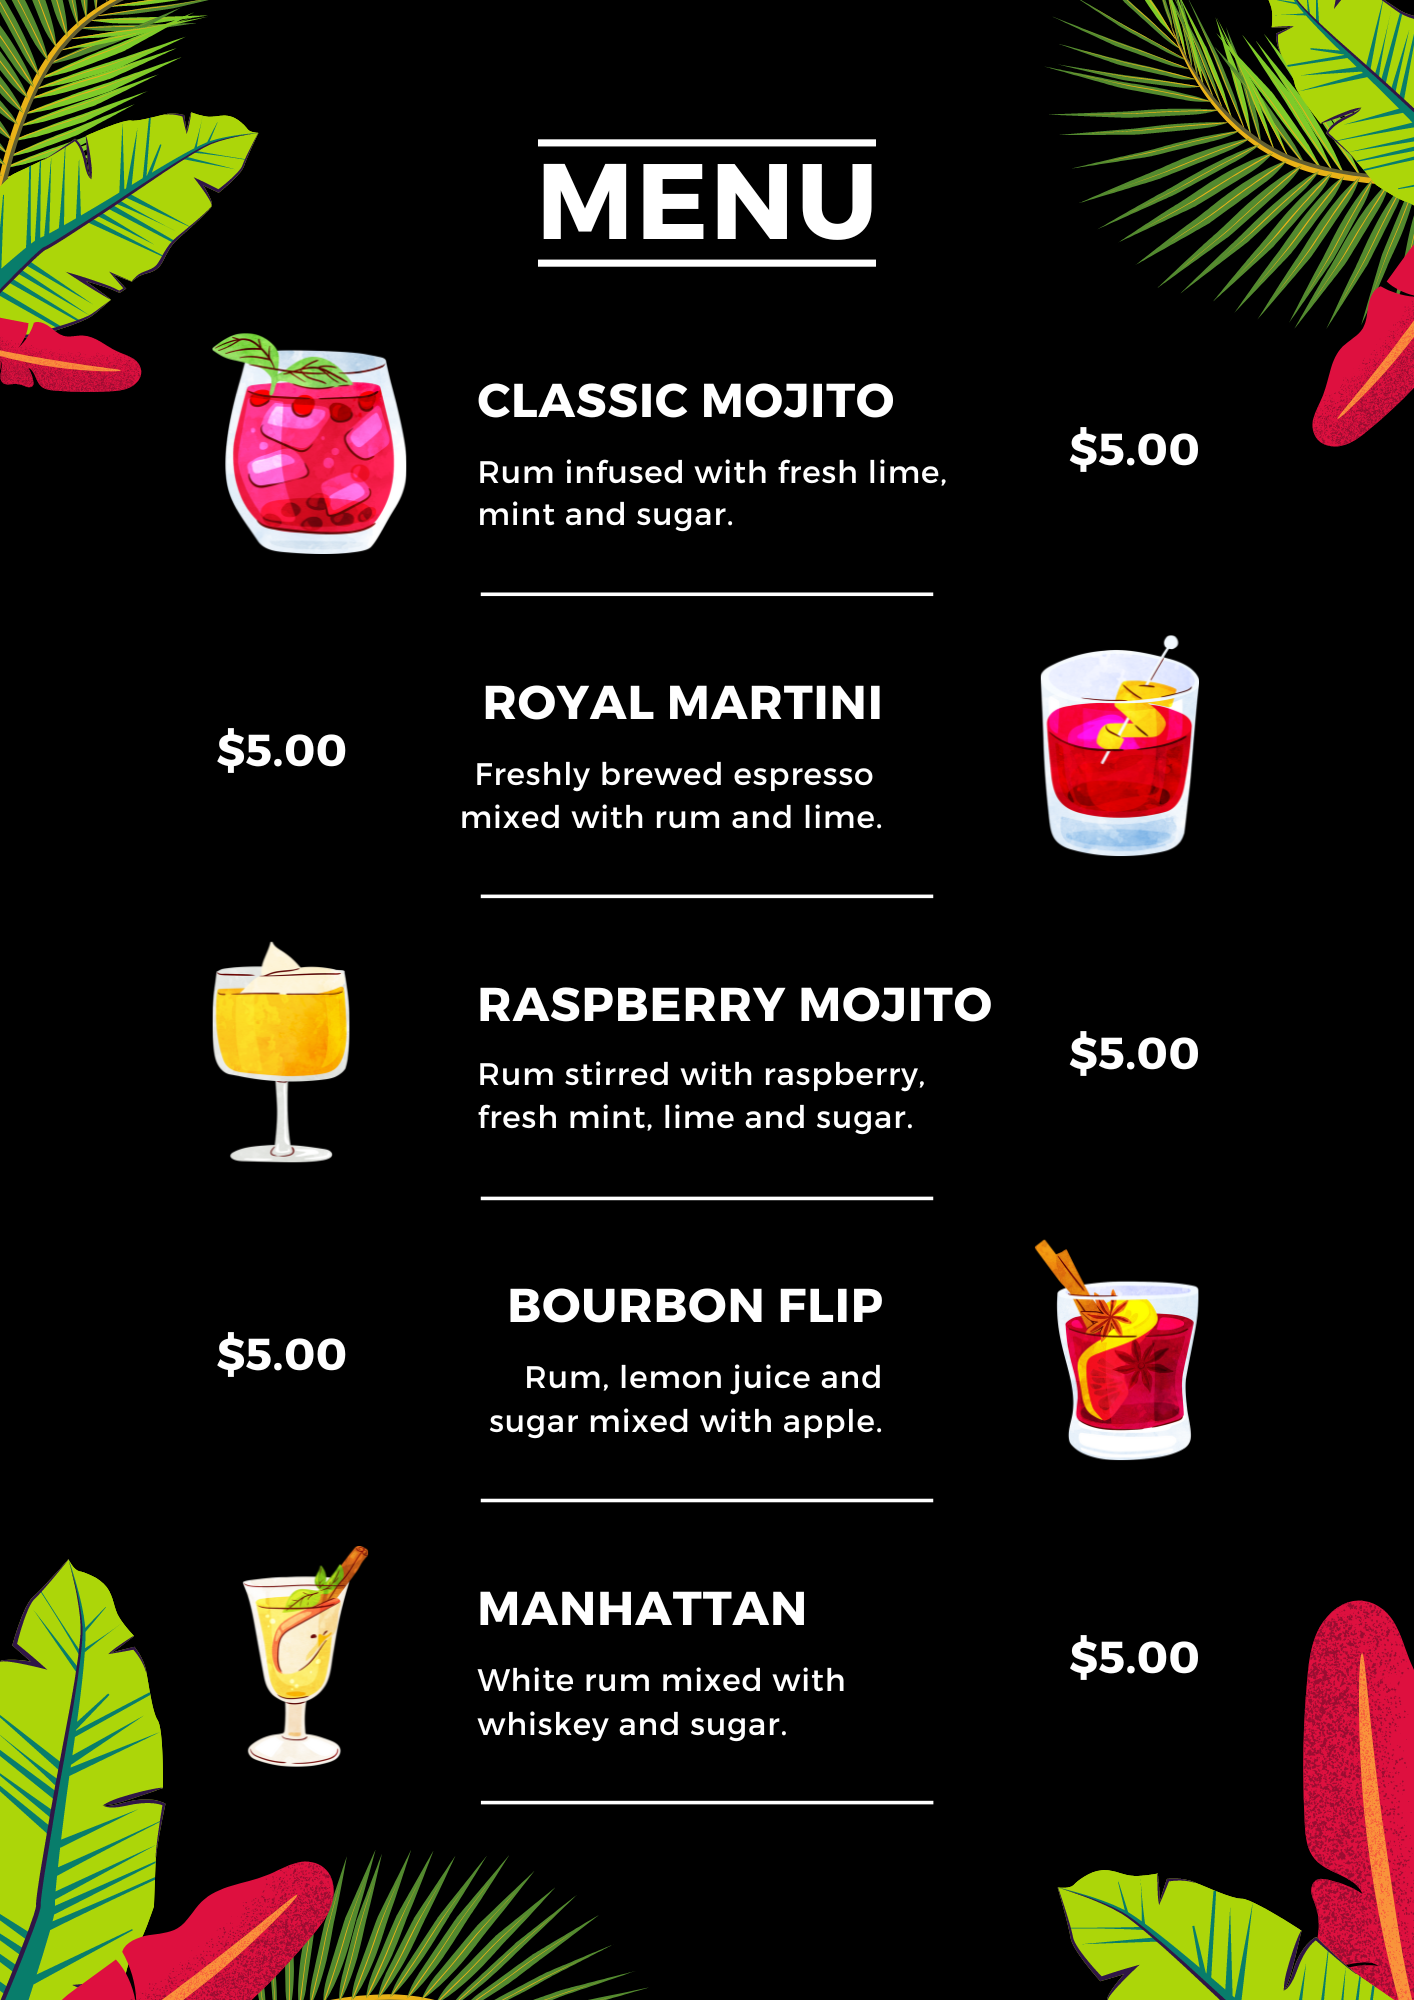 MENU
CLASSIC MOJITO
Rum infused with fresh lime,
mint and sugar.
$5.00
ROYAL MARTINI
Freshly brewed espresso
mixed with rum and lime.
$5.00
RASPBERRY MOJITO
Rum stirred with raspberry,
fresh mint, lime and sugar.
$5.00
BOURBON FLIP
Rum, lemon juice and
sugar mixed with apple.
$5.00
MANHATTAN
White rum mixed with
whiskey and sugar.
$5.00